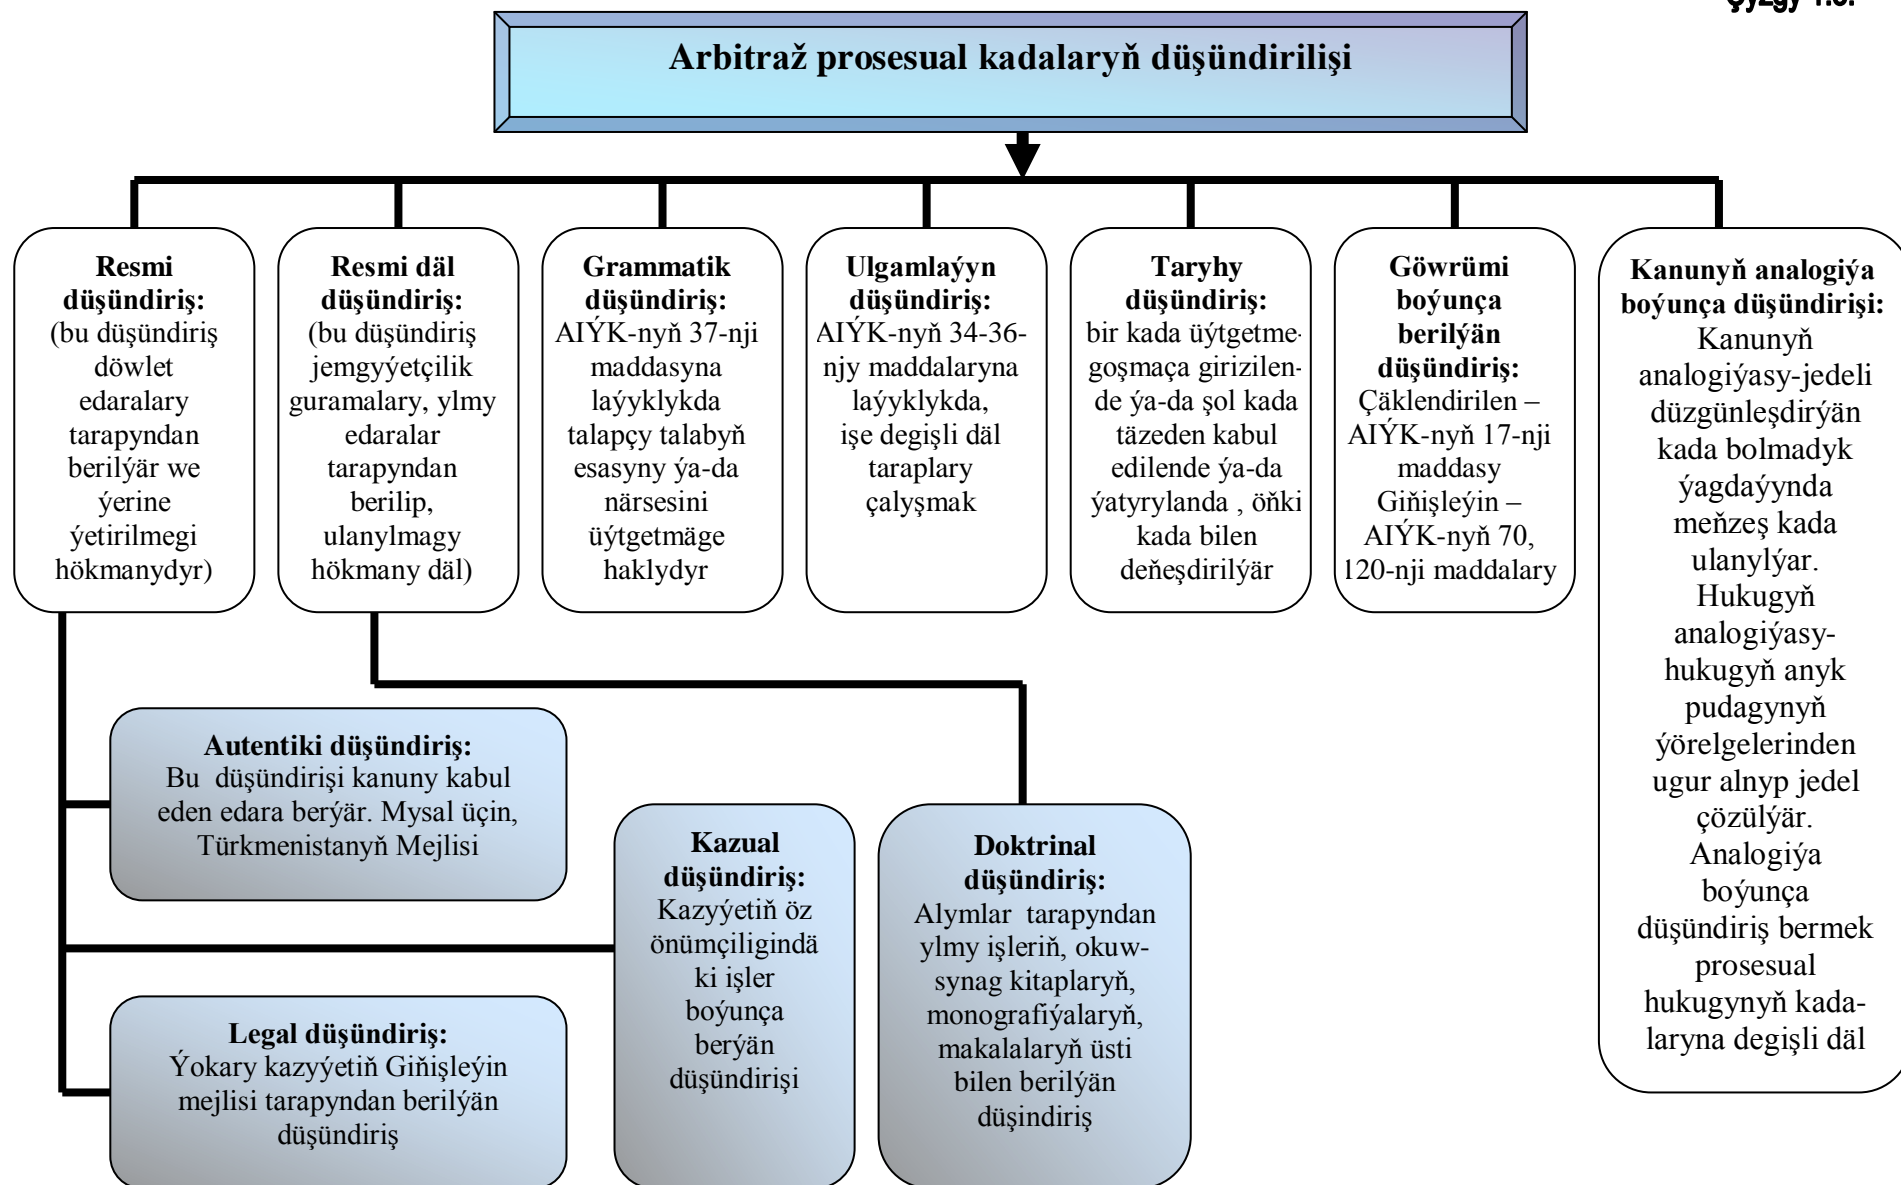 Çyzgy 1.3.
Arbitraž prosesual kadalaryň düşündirilişi
Resmi
düşündiriş:
(bu düşündiriş
döwlet
edaralary
tarapyndan
berilýär we
ýerine
ýetirilmegi
hökmanydyr)
Resmi däl
düşündiriş:
(bu düşündiriş
jemgyýetçilik
guramalary, ylmy
edaralar
tarapyndan
berilip,
ulanylmagy
hökmany däl)
Grammatik
düşündiriş:
AIÝK-nyň 37-nji
maddasyna
laýyklykda
talapçy talabyň
esasyny ýa-da
närsesini
üýtgetmäge
haklydyr
Ulgamlaýyn
düşündiriş:
AIÝK-nyň 34-36-
njy maddalaryna
laýyklykda,
işe degişli däl
taraplary
çalyşmak
Taryhy
düşündiriş:
bir kada üýtgetme-
goşmaça girizilen-
de ýa-da şol kada
täzeden kabul
edilende ýa-da
ýatyrylanda , öňki
kada bilen
deňeşdirilýär
Göwrümi
boýunça
berilýän
düşündiriş:
Çäklendirilen –
AIÝK-nyň 17-nji
maddasy
Giňişleýin –
AIÝK-nyň 70,
120-nji maddalary
Kanunyň analogiýa
boýunça düşündirişi:
Kanunyň
analogiýasy-jedeli
düzgünleşdirýän
kada bolmadyk
ýagdaýynda
meňzeş kada
ulanylýar.
Hukugyň
analogiýasy-
hukugyň anyk
pudagynyň
ýörelgelerinden
ugur alnyp jedel
çözülýär.
Analogiýa
boýunça
düşündiriş bermek
prosesual
hukugynyň kada-
laryna degişli däl
Autentiki düşündiriş:
Bu düşündirişi kanuny kabul
eden edara berýär. Mysal üçin,
Türkmenistanyň Mejlisi
Legal düşündiriş:
Ýokary kazyýetiň Giňişleýin
mejlisi tarapyndan berilýän
düşündiriş
Kazual
düşündiriş:
Kazyýetiň öz
önümçiligindä
ki işler
boýunça
berýän
düşündirişi
Doktrinal
düşündiriş:
Alymlar tarapyndan
ylmy işleriň, okuw-
synag kitaplaryň,
monografiýalaryň,
makalalaryň üsti
bilen berilýän
düşindiriş